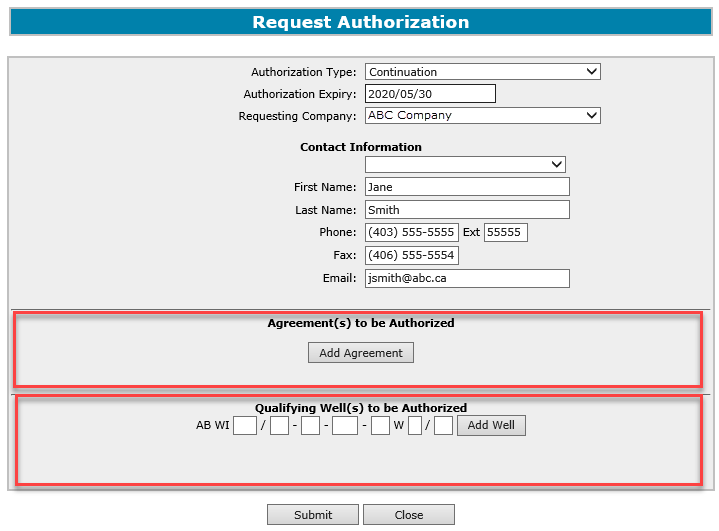 Request Authorization
Authorization Type: Continuation
Authorization Expiry: 2020/05/30
Requesting Company: ABC Company
Contact Information
First Name: Jane
Last Name: Smith
Phone: (403) 555-5555 Ext 55555
Fax: (406) 555-5554
Email: jsmith@abc.ca
Agreement(s) to be Authorized
Add Agreement
Qualifying Well(s) to be Authorized
AB WI / - - - W / Add Well
Submit Close